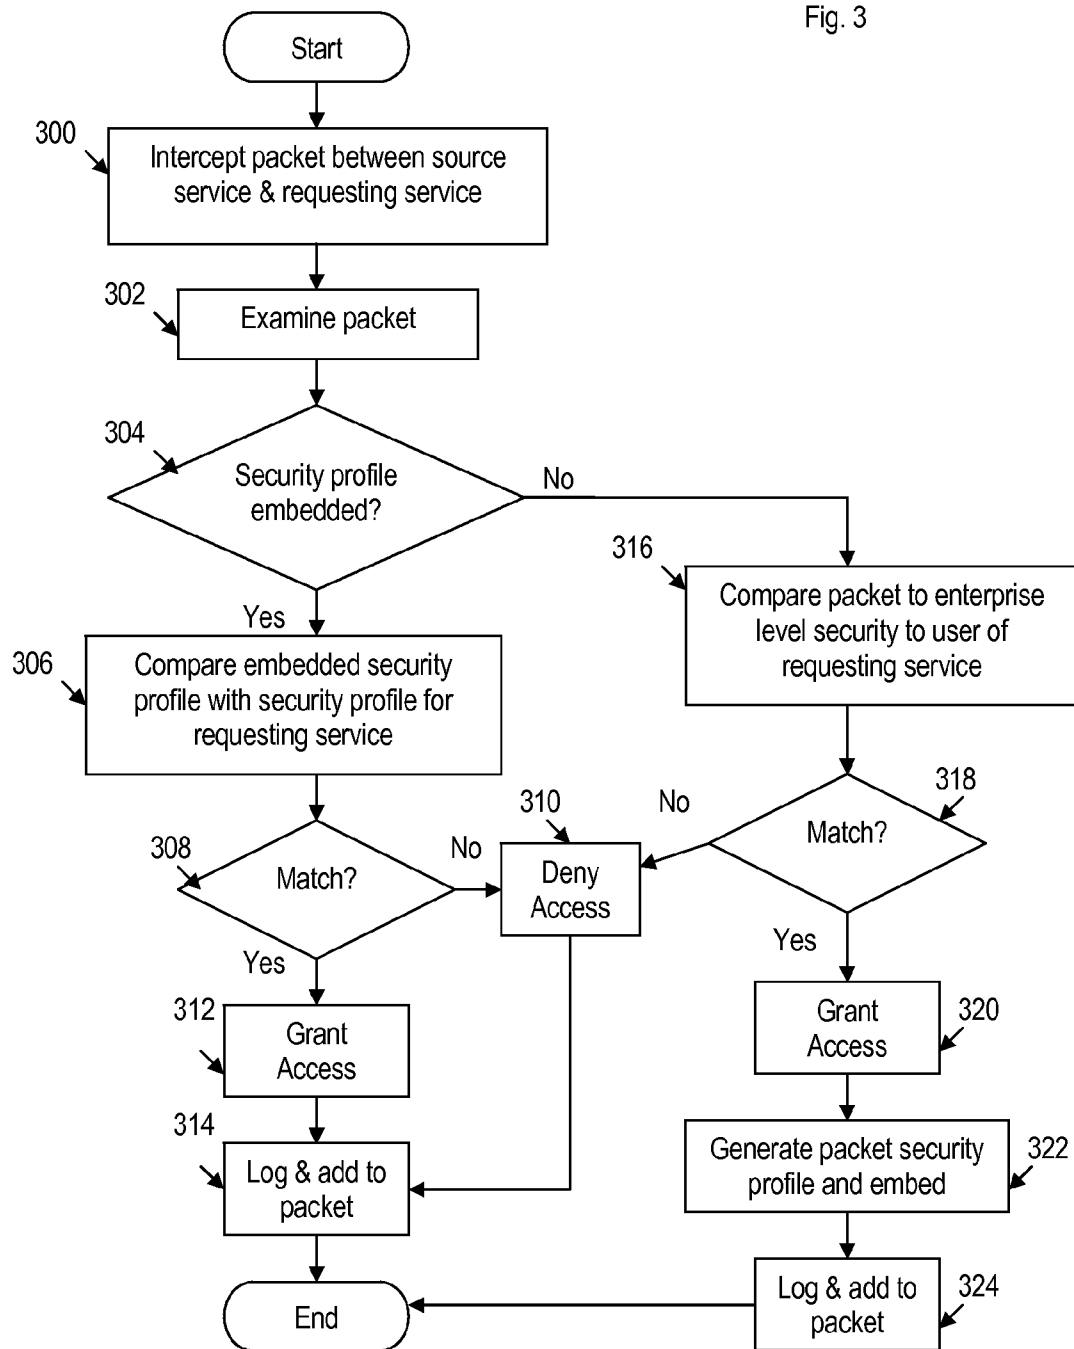 Fig. 3
Start
300
Intercept packet between source
service & requesting service
302
Examine packet
304
Security profile
embedded?
No
Yes
316
Compare packet to enterprise
level security to user of
requesting service
306
Compare embedded security
profile with security profile for
requesting service
308
Match?
No
Yes
310
Deny
Access
No
318
Match?
Yes
312
Grant
Access
320
Grant
Access
314
Log & add to
packet
322
Generate packet security
profile and embed
324
Log & add to
packet
End